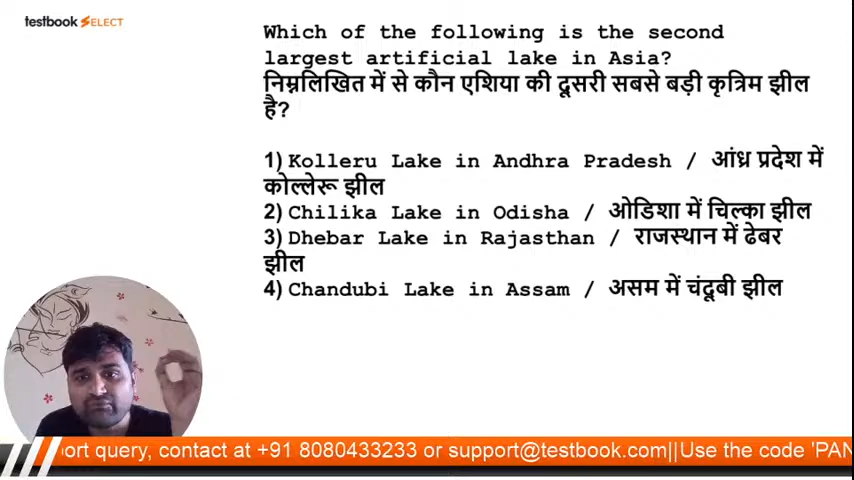 testbook SELECT
Which of the following is the second
largest artificial lake in Asia?
निम्नलिखित में से कौन एशिया की दूसरी सबसे बड़ी कृत्रिम झील
है?
1) Kolleru Lake in Andhra Pradesh / आंध्र प्रदेश में
कोल्लेरू झील
2) Chilika Lake in Odisha / ओडिशा में चिल्का झील
3) Dhebar Lake in Rajasthan / राजस्थान में ढेबर
झील
4) Chandubi Lake in Assam / असम में चंदूबी झील
ort query, contact at +91 8080433233 or support@testbook.com||Use the code 'PAN